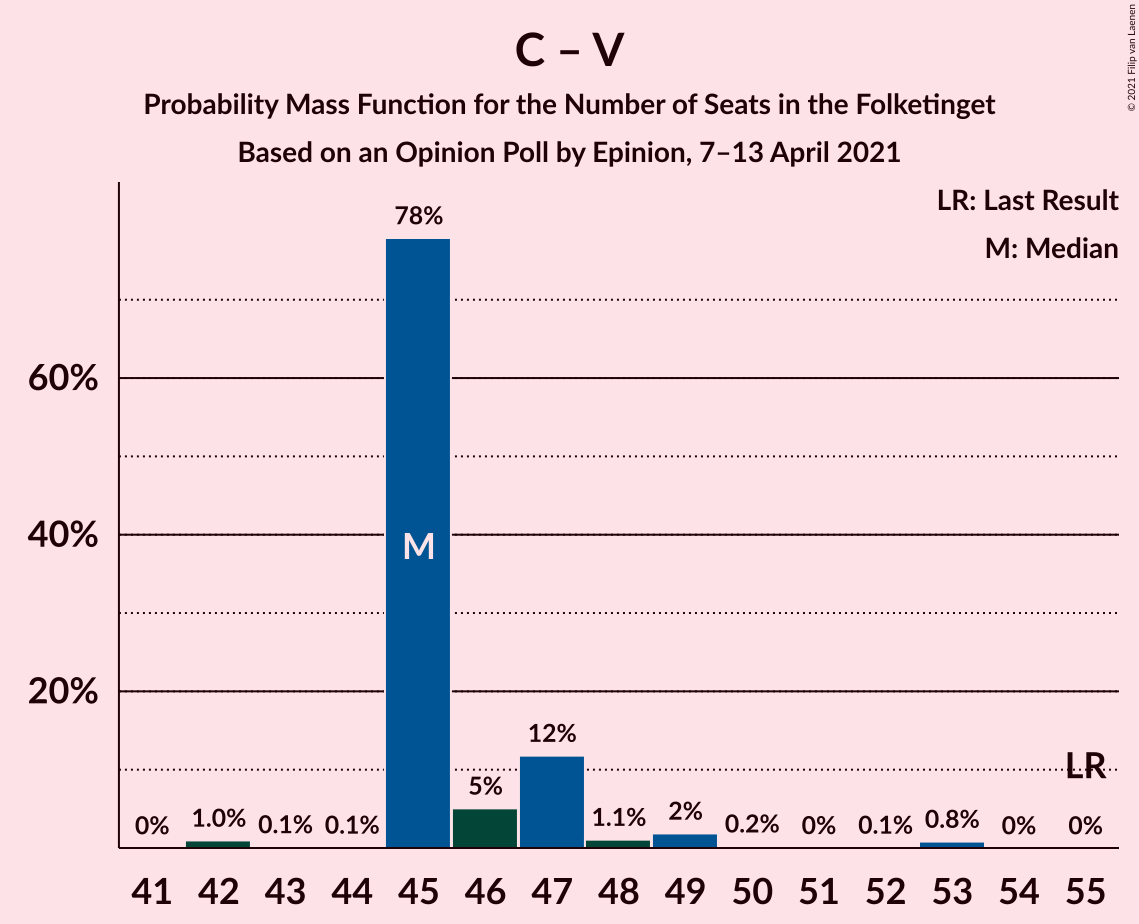 C – V
Probability Mass Function for the Number of Seats in the Folketinget
Based on an Opinion Poll by Epinion, 7–13 April 2021
© 2021 Filip van Laenen
LR: Last Result
M: Median
78%
60%
40%
M
20%
12%
LR
5%
0% 1.0% 0.1% 0.1% 1.1% 2% 0.2% 0% 0.1% 0.8% 0% 0%
41 42 43 44 45 46 47 48 49 50 51 52 53 54 55